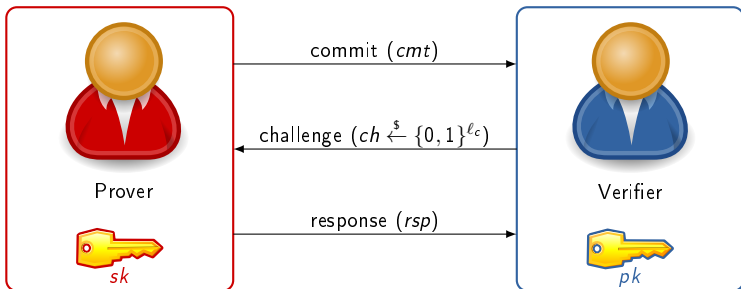 commit (cmt)
challenge (ch $← {0, 1}^ℓc)
Prover
Verifier
response (rsp)
sk
pk